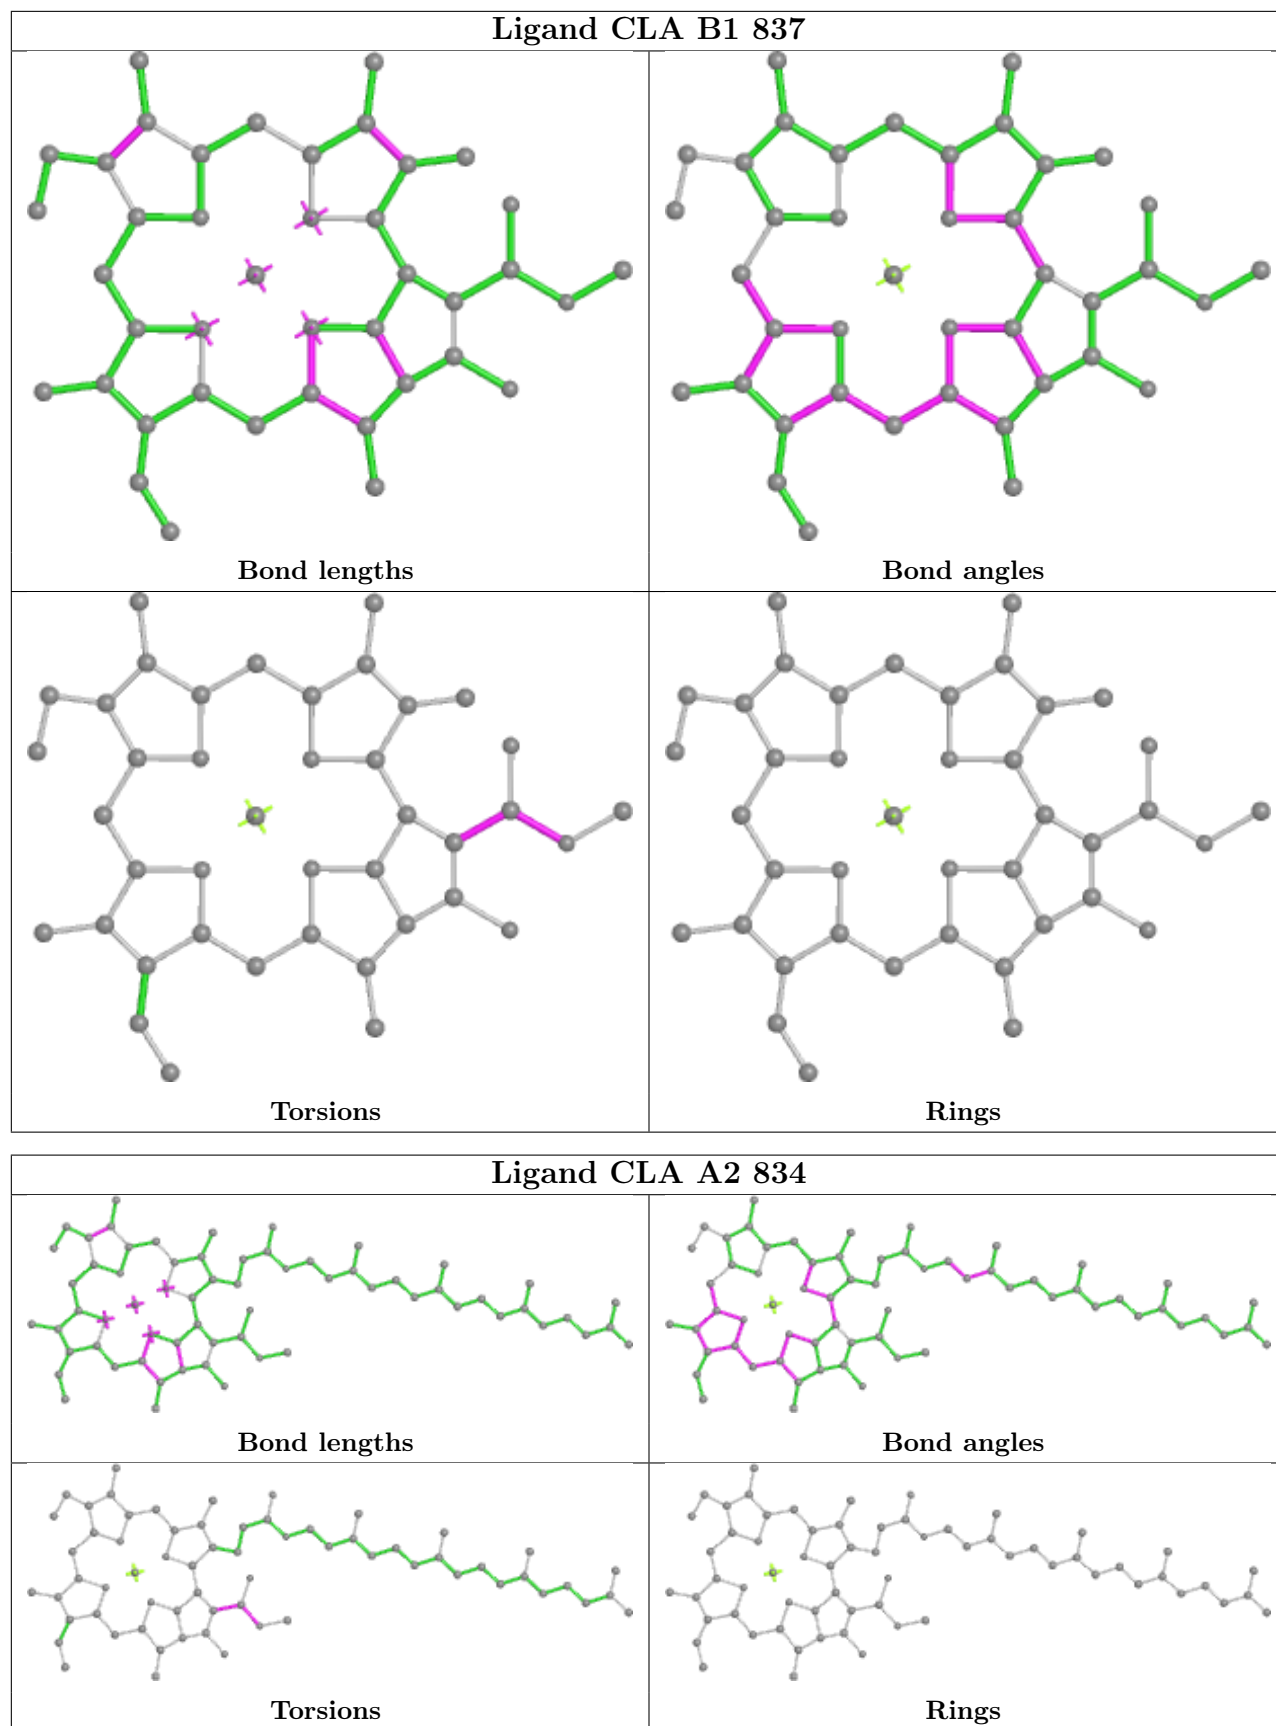 Ligand CLA B1 837
Bond lengths
Bond angles
Torsions
Rings
Ligand CLA A2 834
Bond lengths
Bond angles
Torsions
Rings